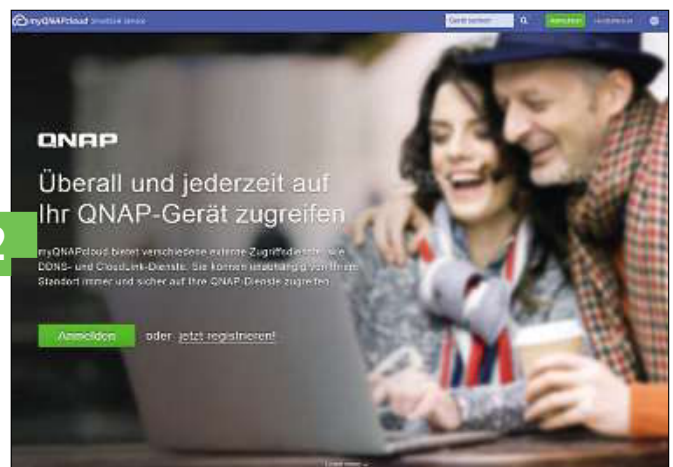 myQNAPcloud
Gerät suchen
Anmelden
QNAP
Überall und jederzeit auf
Ihr QNAP-Gerät zugreifen
2
myQNAPcloud bietet verschiedene externe Zugriffsdienste, wie
DDNS- und CloudLink-Dienste. Sie können unabhängig von Ihrem
Standort immer und sicher auf Ihre QNAP-Dienste zugreifen.
Anmelden oder jetzt registrieren!